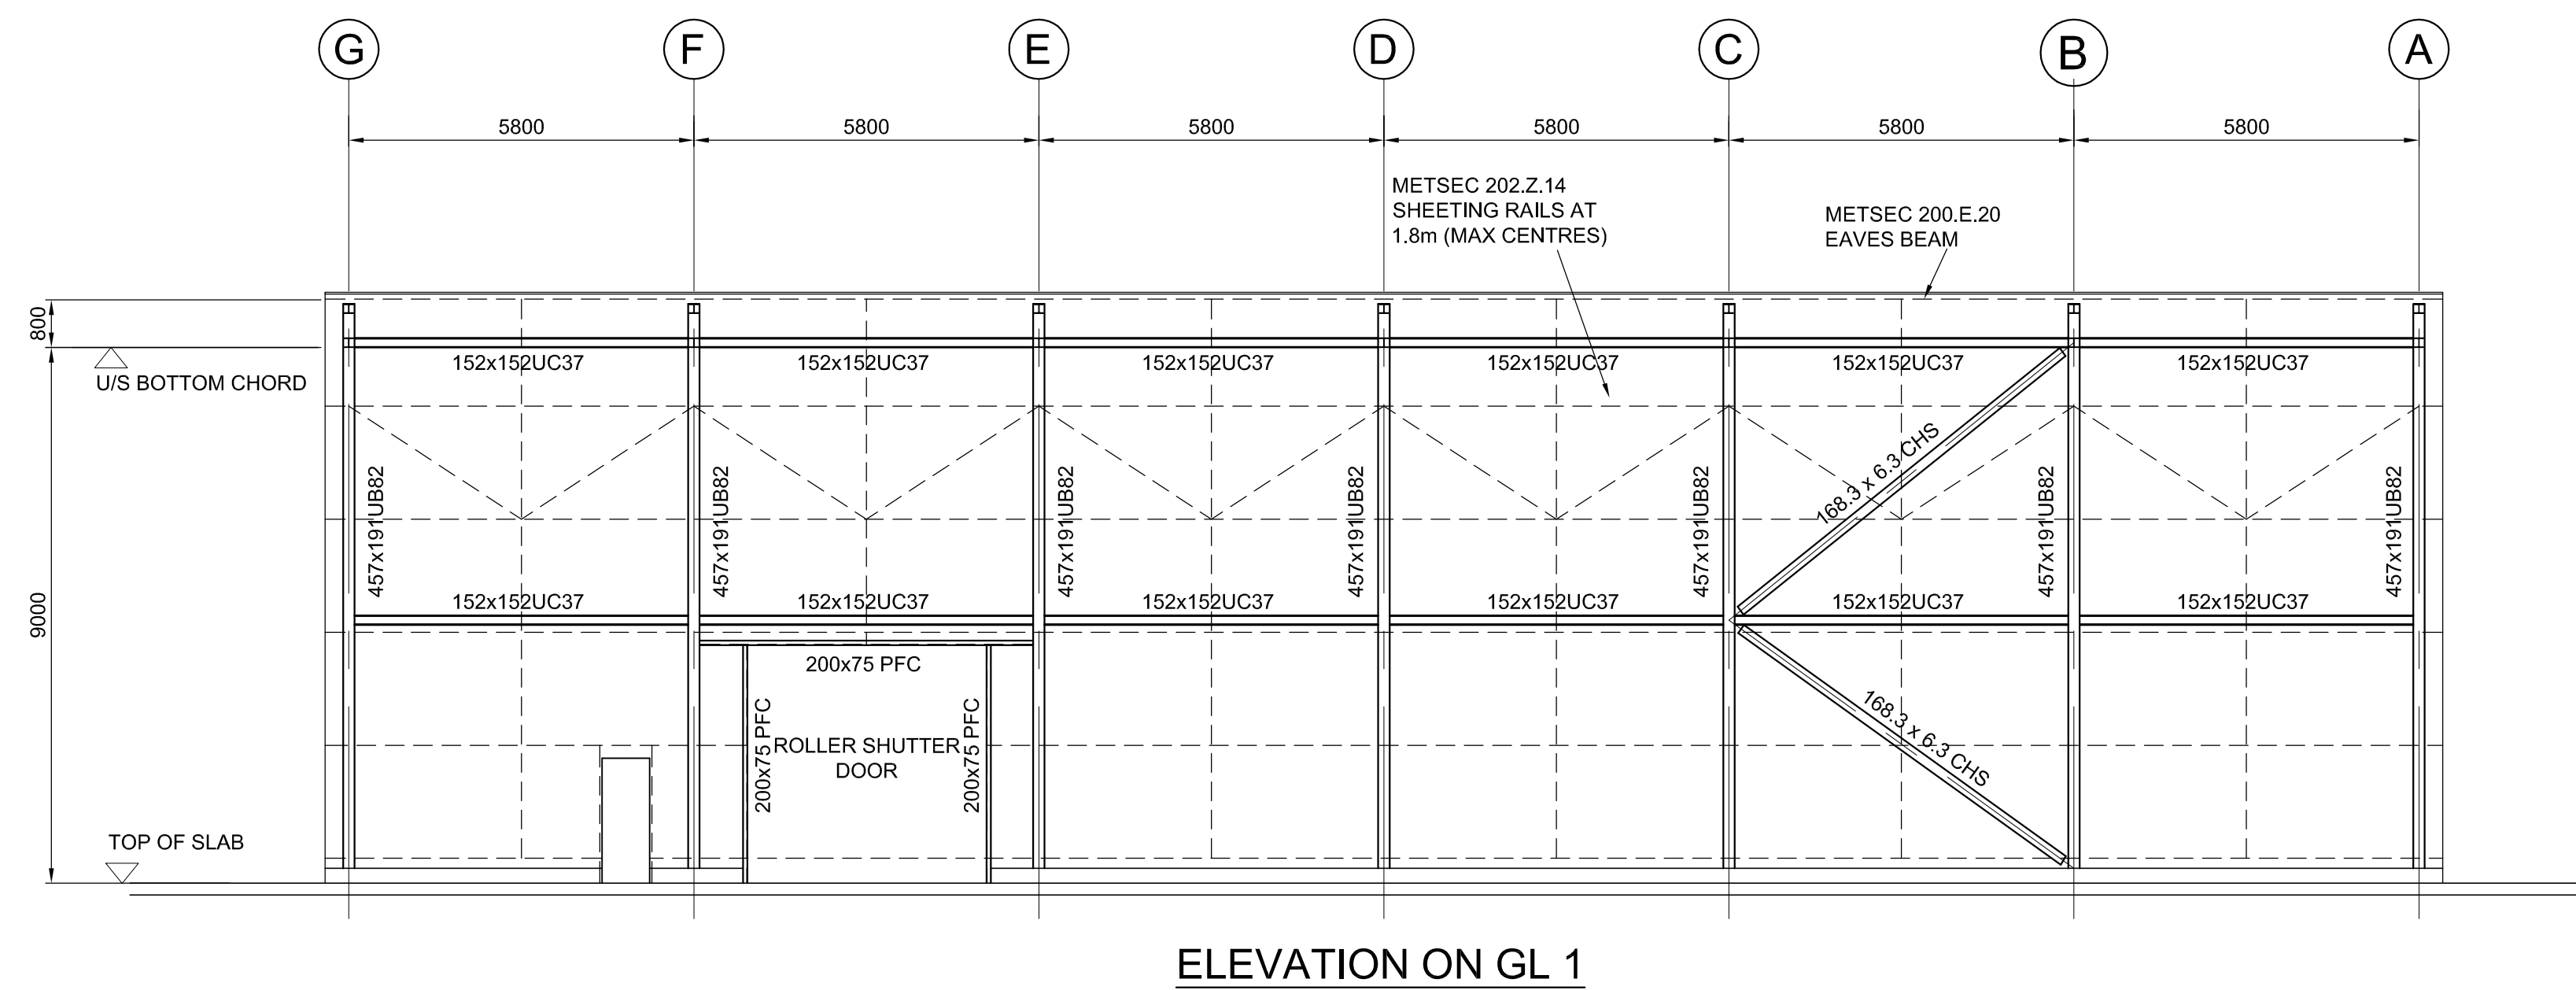 G F E D C B A
5800 5800 5800 5800 5800 5800
METSEC 202.Z.14
SHEETING RAILS AT
1.8m (MAX CENTRES)
METSEC 200.E.20
EAVES BEAM
800
U/S BOTTOM CHORD
152x152UC37 152x152UC37 152x152UC37 152x152UC37 152x152UC37 152x152UC37
457x191UB82 457x191UB82 457x191UB82 457x191UB82 457x191UB82 457x191UB82 457x191UB82
168.3 x 6.3 CHS
9000
152x152UC37 152x152UC37 152x152UC37 152x152UC37 152x152UC37 152x152UC37
200x75 PFC
200x75 PFC
200x75 PFC
ROLLER SHUTTER
DOOR
168.3 x 6.3 CHS
TOP OF SLAB
ELEVATION ON GL 1